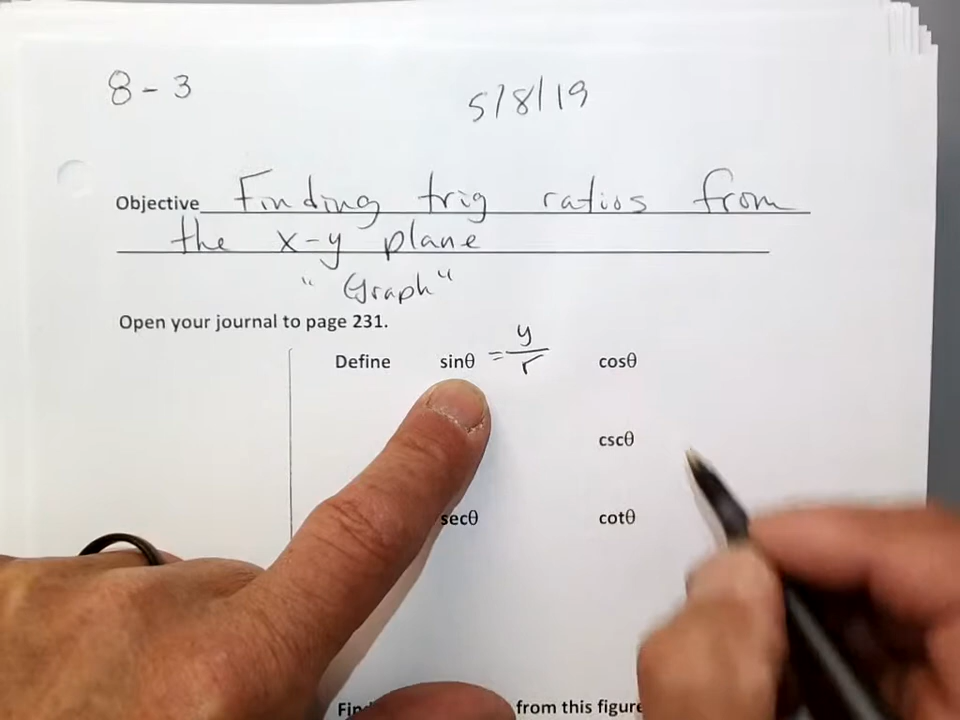 8-3 5/8/19
Objective Finding trig ratios from
the x-y plane
"Graph"
Open your journal to page 231.
Define sinθ = y/r cosθ
cscθ
secθ cotθ
from this figure